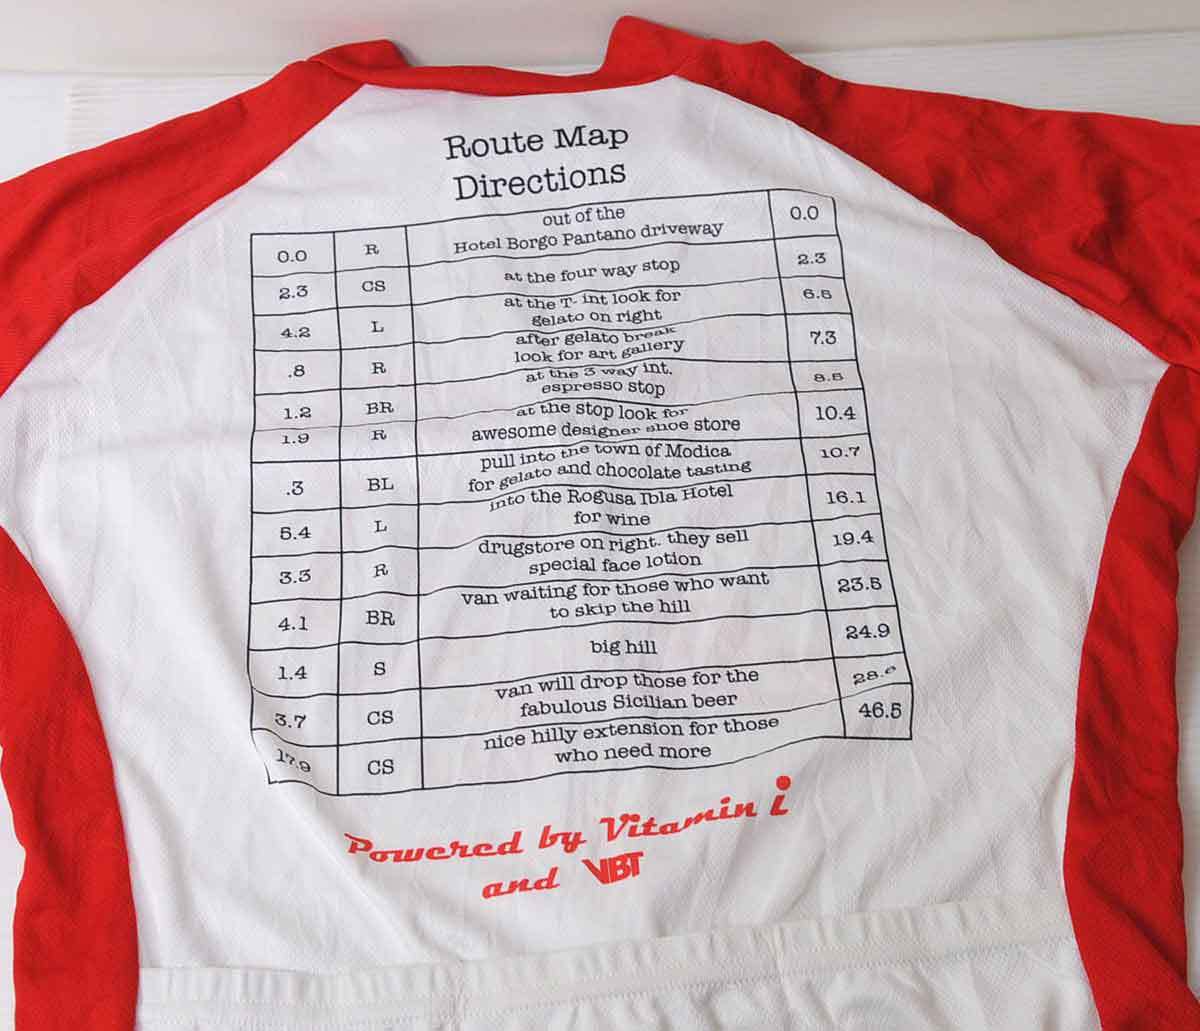 Route Map
Directions
0.0 R out of the 0.0
Hotel Borgo Pantano driveway
2.3 CS at the four way stop 2.3
4.2 L at the T- int look for 6.5
gelato on right
.8 R after gelato break 7.3
look for art gallery
1.2 BR at the 3 way int. 8.5
espresso stop
1.9 R at the stop look for 10.4
awesome designer shoe store
.3 BL pull into the town of Modica 10.7
for gelato and chocolate tasting
5.4 L into the Rogusa Ibla Hotel 16.1
for wine
3.3 R drugstore on right. they sell 19.4
special face lotion
4.1 BR van waiting for those who want 23.5
to skip the hill
1.4 S big hill 24.9
3.7 CS van will drop those for the 28.6
fabulous Sicilian beer
17.9 CS nice hilly extension for those 46.5
who need more
Powered by Vitamin i
and VBT